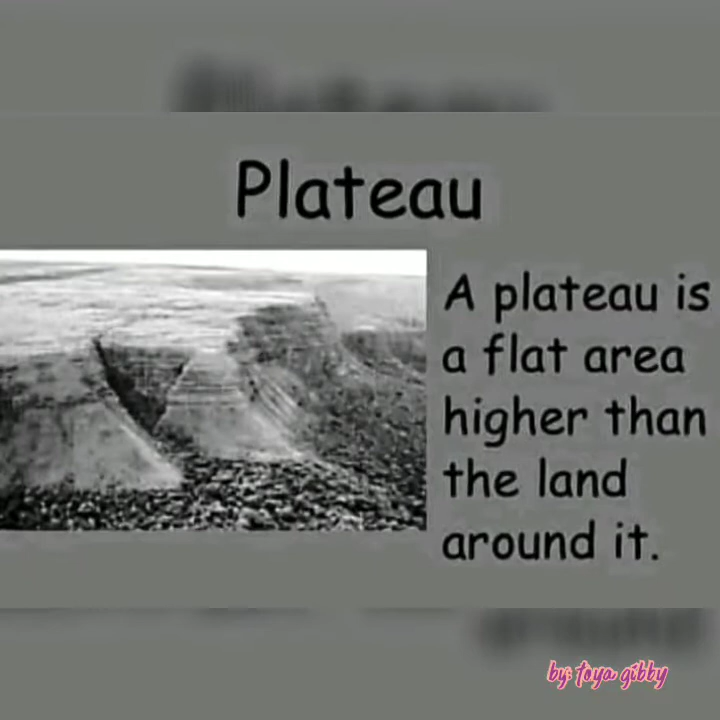 Plateau
A plateau is
a flat area
higher than
the land
around it.
by: toya gibby